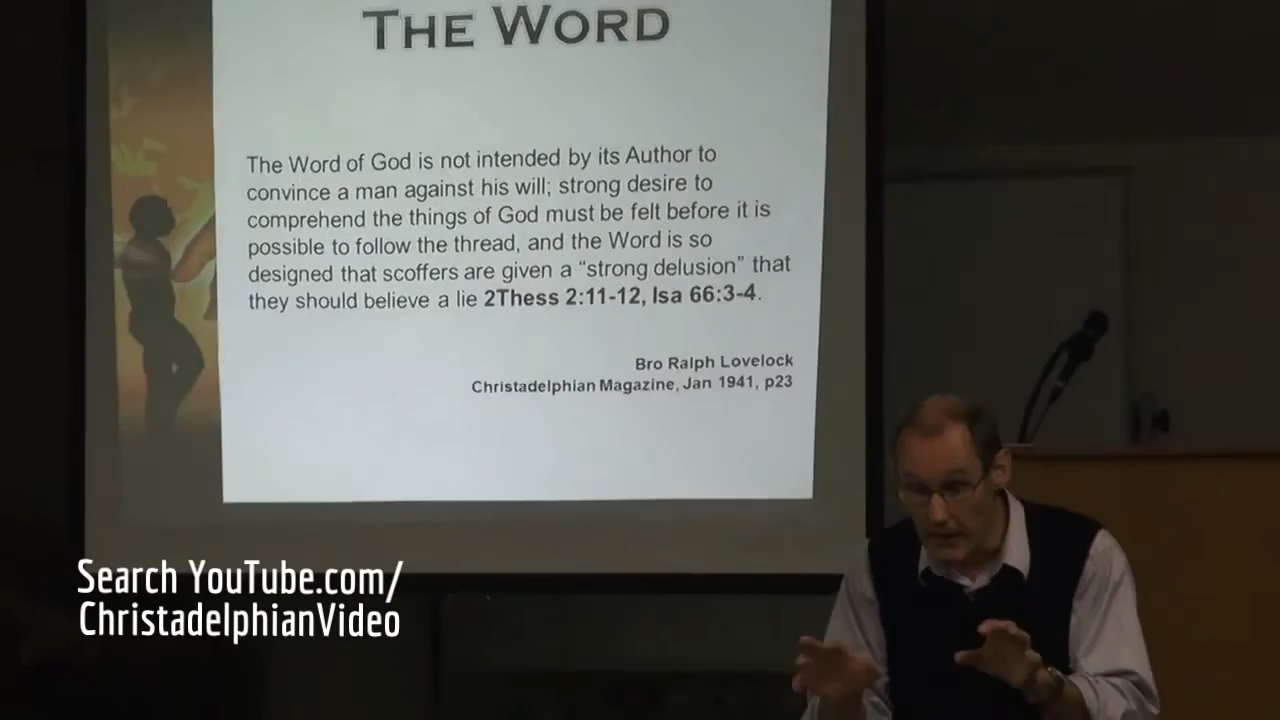 THE WORD
The Word of God is not intended by its Author to
convince a man against his will; strong desire to
comprehend the things of God must be felt before it is
possible to follow the thread, and the Word is so
designed that scoffers are given a “strong delusion” that
they should believe a lie 2Thess 2:11-12, Isa 66:3-4.
Bro Ralph Lovelock
Christadelphian Magazine, Jan 1941, p23
Search YouTube.com/
ChristadelphianVideo